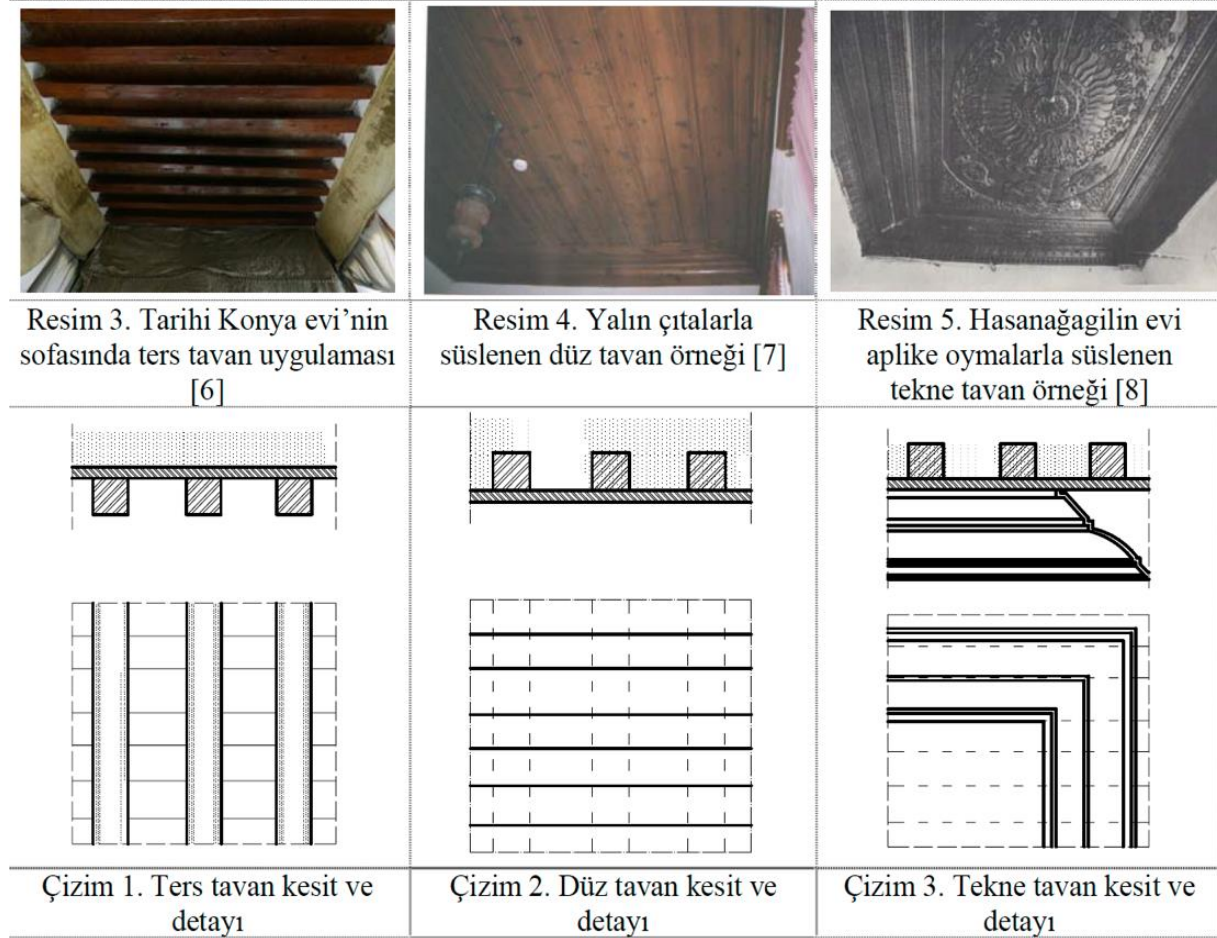 Resim 3. Tarihi Konya evi’nin
sofasında ters tavan uygulaması
[6]
Resim 4. Yalın çıtalarla
süslenen düz tavan örneği [7]
Resim 5. Hasanağagilin evi
aplike oymalarla süslenen
tekne tavan örneği [8]
Çizim 1. Ters tavan kesit ve
detayı
Çizim 2. Düz tavan kesit ve
detayı
Çizim 3. Tekne tavan kesit ve
detayı